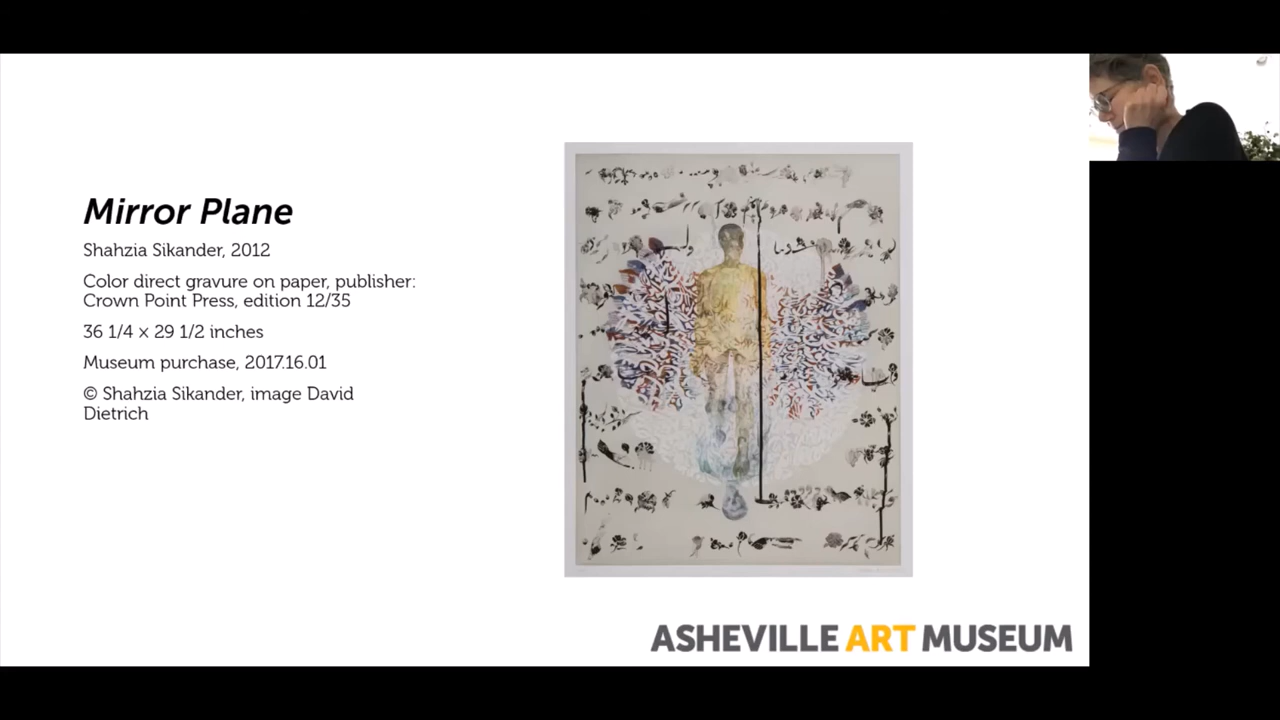 Mirror Plane
Shahzia Sikander, 2012
Color direct gravure on paper, publisher:
Crown Point Press, edition 12/35
36 1/4 × 29 1/2 inches
Museum purchase, 2017.16.01
© Shahzia Sikander, image David
Dietrich
ASHEVILLE ART MUSEUM